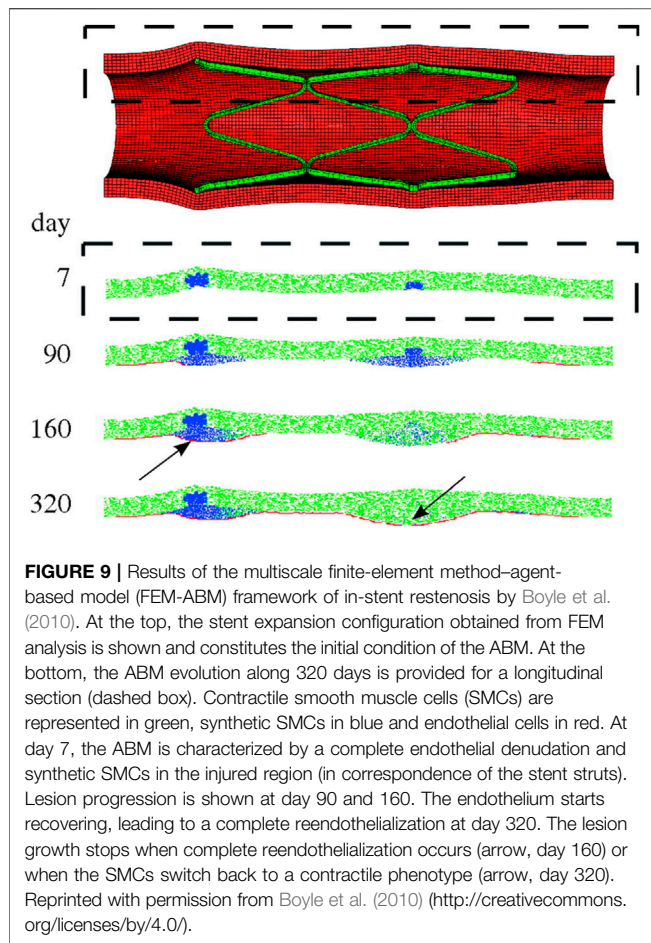 day
7
90
160
320
FIGURE 9 | Results of the multiscale finite-element method–agent-
based model (FEM-ABM) framework of in-stent restenosis by Boyle et al.
(2010). At the top, the stent expansion configuration obtained from FEM
analysis is shown and constitutes the initial condition of the ABM. At the
bottom, the ABM evolution along 320 days is provided for a longitudinal
section (dashed box). Contractile smooth muscle cells (SMCs) are
represented in green, synthetic SMCs in blue and endothelial cells in red. At
day 7, the ABM is characterized by a complete endothelial denudation and
synthetic SMCs in the injured region (in correspondence of the stent struts).
Lesion progression is shown at day 90 and 160. The endothelium starts
recovering, leading to a complete reendothelialization at day 320. The lesion
growth stops when complete reendothelialization occurs (arrow, day 160) or
when the SMCs switch back to a contractile phenotype (arrow, day 320).
Reprinted with permission from Boyle et al. (2010) (http://creativecommons.
org/licenses/by/4.0/).